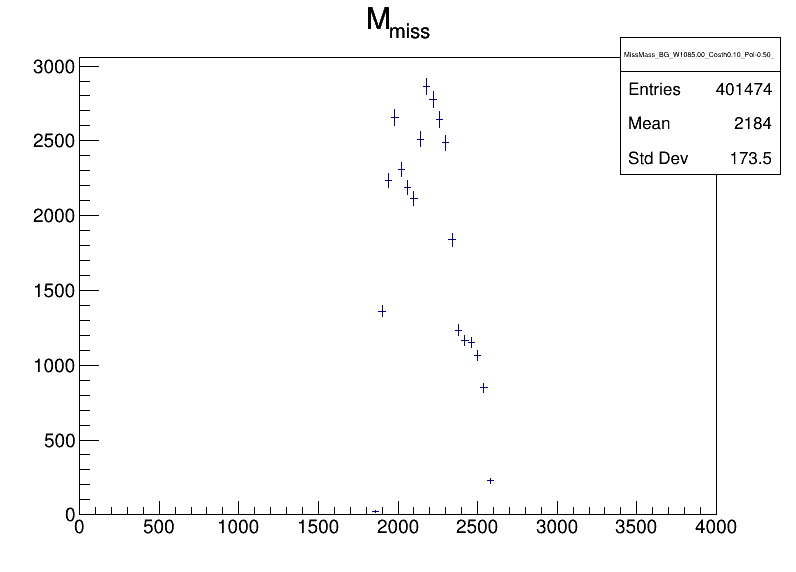 M_miss
MissMass_BG_W1085.00_Costh0.10_Pol-0.50_
Entries 401474
Mean 2184
Std Dev 173.5
3000
2500
2000
1500
1000
500
0
0 500 1000 1500 2000 2500 3000 3500 4000